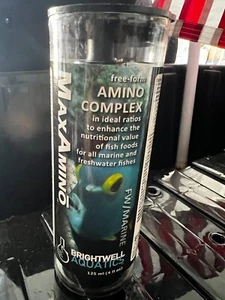 MAXAMINO
free-form
AMINO
COMPLEX
in ideal ratios
to enhance the
nutritional value
of fish foods
for all marine and
freshwater fishes
FW/MARINE
BRIGHTWELL
AQUATICS
125 ml (4 fl oz)